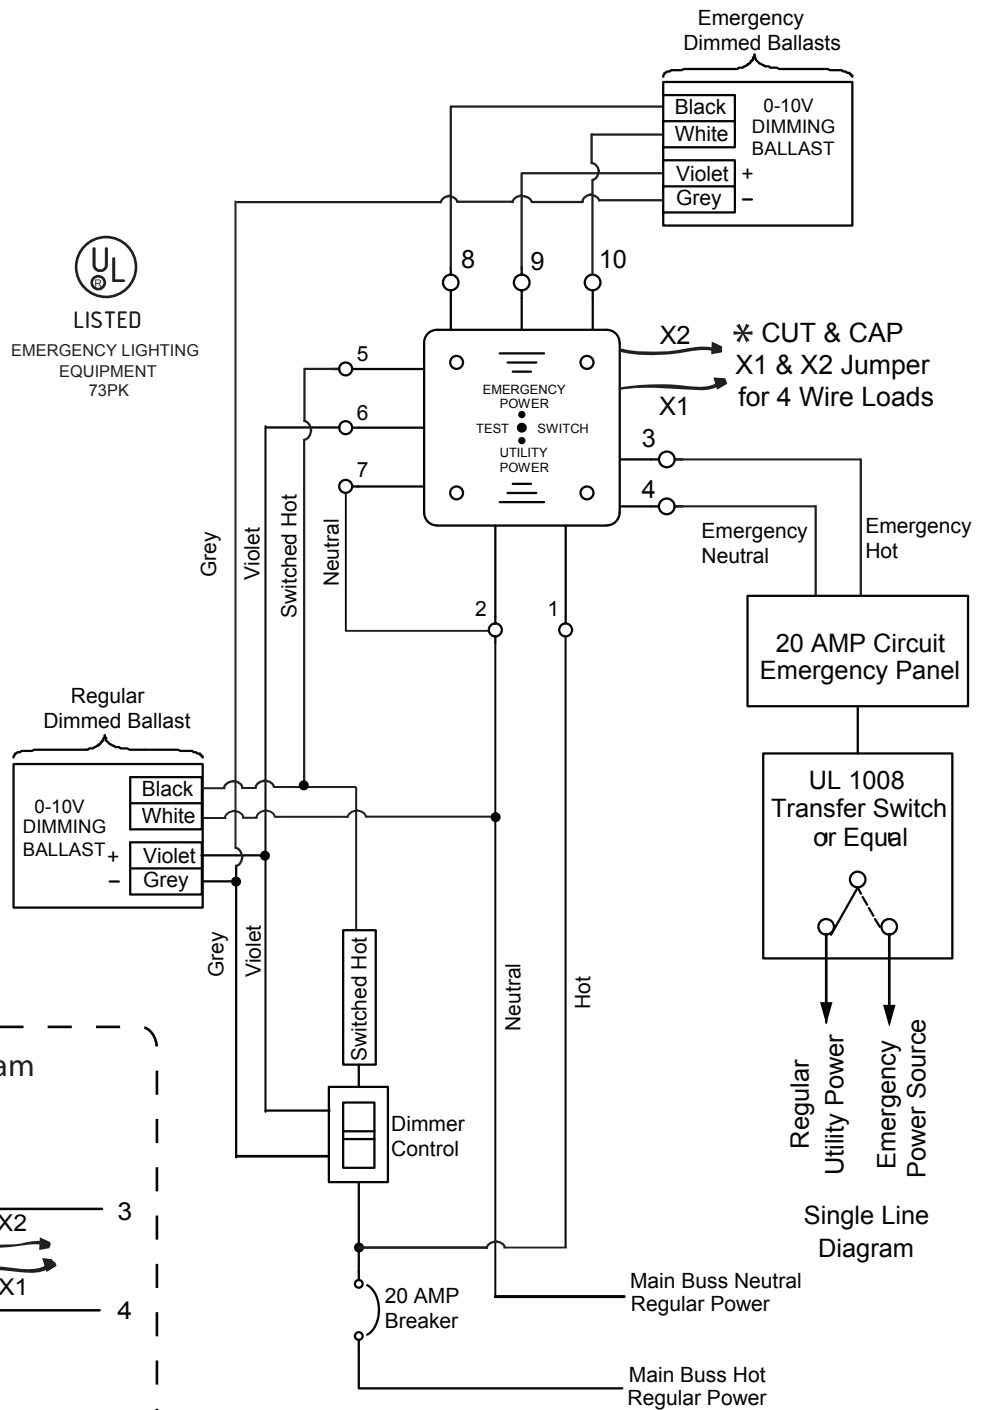 Emergency
Dimmed Ballasts
Black
White
Violet +
Grey –
0-10V
DIMMING
BALLAST
8
9
10
UL
®
LISTED
EMERGENCY LIGHTING
EQUIPMENT
73PK
5
6
7
EMERGENCY
POWER
TEST SWITCH
UTILITY
POWER
X2
X1
* CUT & CAP
X1 & X2 Jumper
for 4 Wire Loads
3
4
Emergency
Neutral
Emergency
Hot
Grey
Violet
Switched Hot
Neutral
2
1
20 AMP Circuit
Emergency Panel
Regular
Dimmed Ballast
0-10V
DIMMING
BALLAST
Black
White
+ Violet
– Grey
UL 1008
Transfer Switch
or Equal
Grey
Violet
Switched Hot
Neutral
Hot
Regular
Utility Power
Emergency
Power Source
Single Line
Diagram
Dimmer
Control
am
3
X2
X1
4
20 AMP
Breaker
Main Buss Neutral
Regular Power
Main Buss Hot
Regular Power